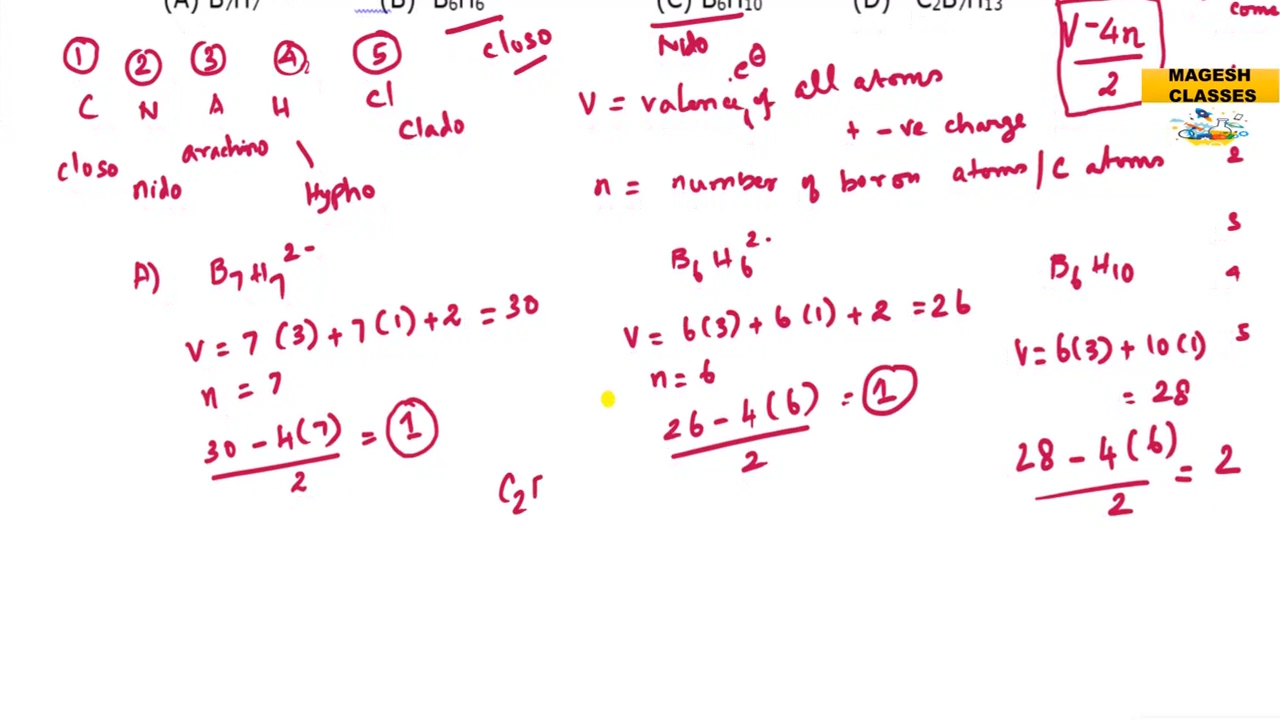 (A) B7H7 (B) B6H6 (C) B6H10 (D) C2B7H13
closo
Nido
V-4n
2
come
① ② ③ ④ ⑤
C N A H Cl
closo nido arachino Hypho clado
V = valence e⊖ of all atoms
+ -ve charge
n = number of boron atoms / C atoms
MAGESH
CLASSES
2
3
4
5
A) B7H7 2-
V = 7(3) + 7(1) + 2 = 30
n = 7
30 - 4(7) = ①
2
B6H6 2-
V = 6(3) + 6(1) + 2 = 26
n = 6
26 - 4(6) = ①
2
B6H10
V = 6(3) + 10(1)
= 28
28 - 4(6) = 2
2
C2